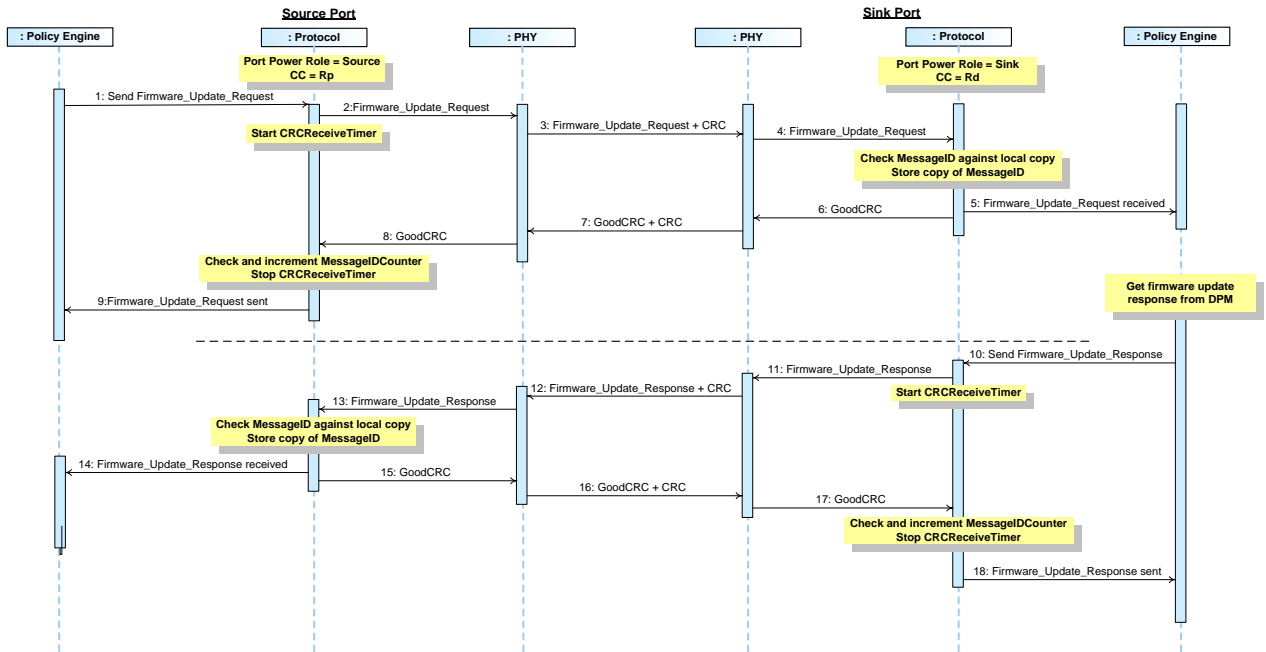 Source Port
Sink Port
: Policy Engine
: Protocol
: PHY
: PHY
: Protocol
: Policy Engine
Port Power Role = Source
CC = Rp
Port Power Role = Sink
CC = Rd
1: Send Firmware_Update_Request
2:Firmware_Update_Request
Start CRCReceiveTimer
3: Firmware_Update_Request + CRC
4: Firmware_Update_Request
Check MessageID against local copy
Store copy of MessageID
5: Firmware_Update_Request received
6: GoodCRC
7: GoodCRC + CRC
8: GoodCRC
Check and increment MessageIDCounter
Stop CRCReceiveTimer
9:Firmware_Update_Request sent
Get firmware update
response from DPM
10: Send Firmware_Update_Response
11: Firmware_Update_Response
Start CRCReceiveTimer
12: Firmware_Update_Response + CRC
13: Firmware_Update_Response
Check MessageID against local copy
Store copy of MessageID
14: Firmware_Update_Response received
15: GoodCRC
16: GoodCRC + CRC
17: GoodCRC
Check and increment MessageIDCounter
Stop CRCReceiveTimer
18: Firmware_Update_Response sent